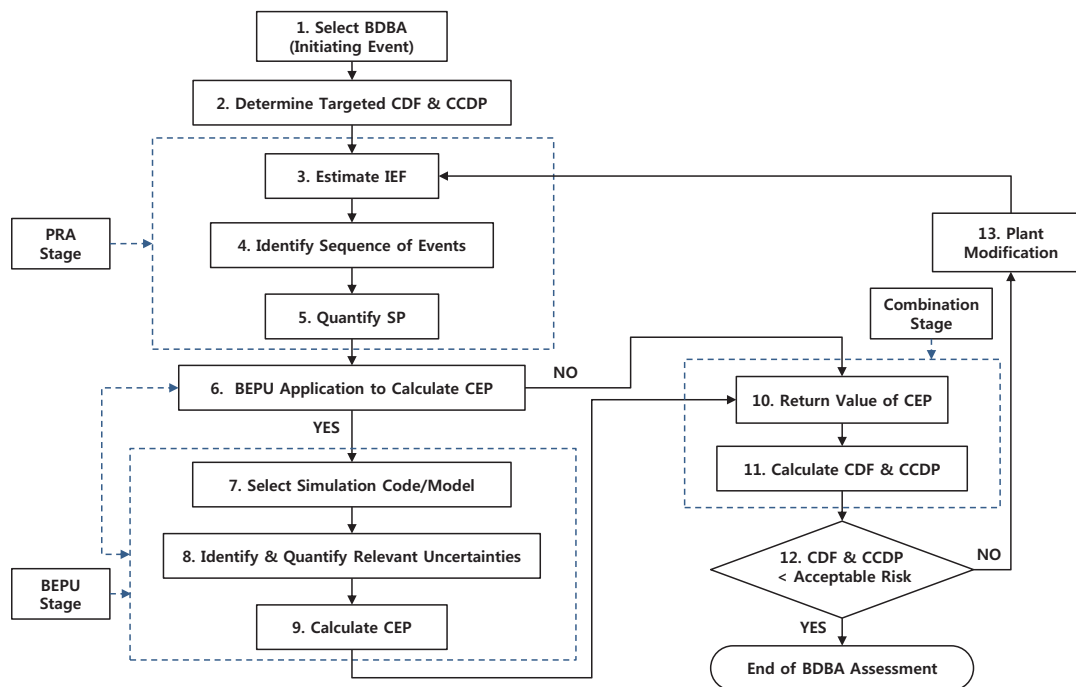 1. Select BDBA
(Initiating Event)
2. Determine Targeted CDF & CCDP
3. Estimate IEF
PRA
Stage
4. Identify Sequence of Events
5. Quantify SP
6. BEPU Application to Calculate CEP
NO
YES
7. Select Simulation Code/Model
8. Identify & Quantify Relevant Uncertainties
BEPU
Stage
9. Calculate CEP
13. Plant
Modification
Combination
Stage
10. Return Value of CEP
11. Calculate CDF & CCDP
12. CDF & CCDP
< Acceptable Risk
NO
YES
End of BDBA Assessment